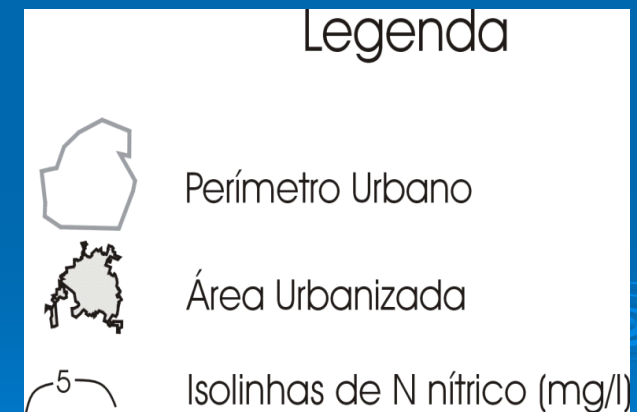 Legenda
Perímetro Urbano
Área Urbanizada
5
Isolinhas de N nítrico (mg/l)